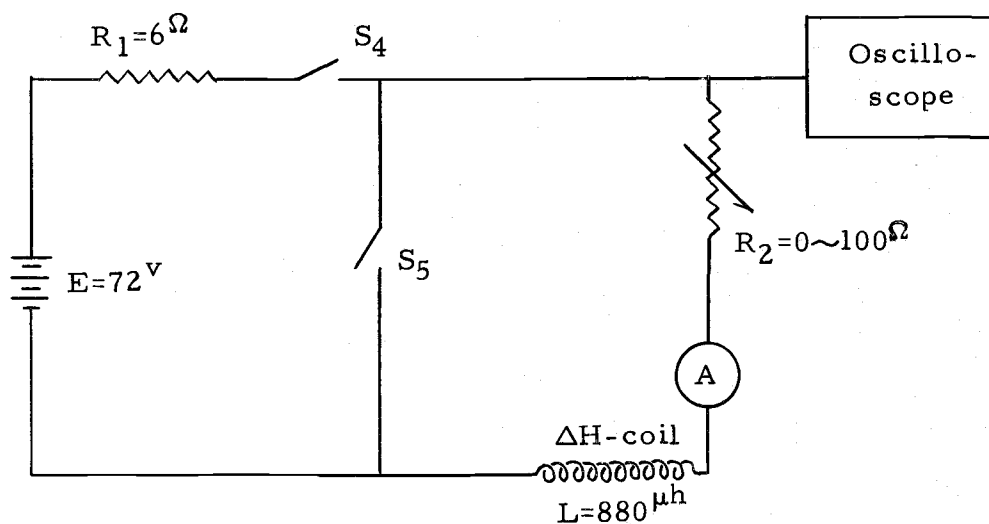 R₁=6Ω
S₄
Oscillo-
scope
R₂=0~100Ω
S₅
E=72ᵛ
A
ΔH-coil
L=880μh